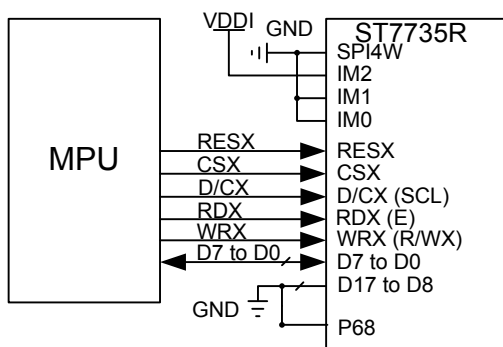 VDDI
GND
ST7735R
SPI4W
IM2
IM1
IM0
MPU
RESX
RESX
CSX
CSX
D/CX
D/CX (SCL)
RDX
RDX (E)
WRX
WRX (R/WX)
D7 to D0
D7 to D0
D17 to D8
GND
P68